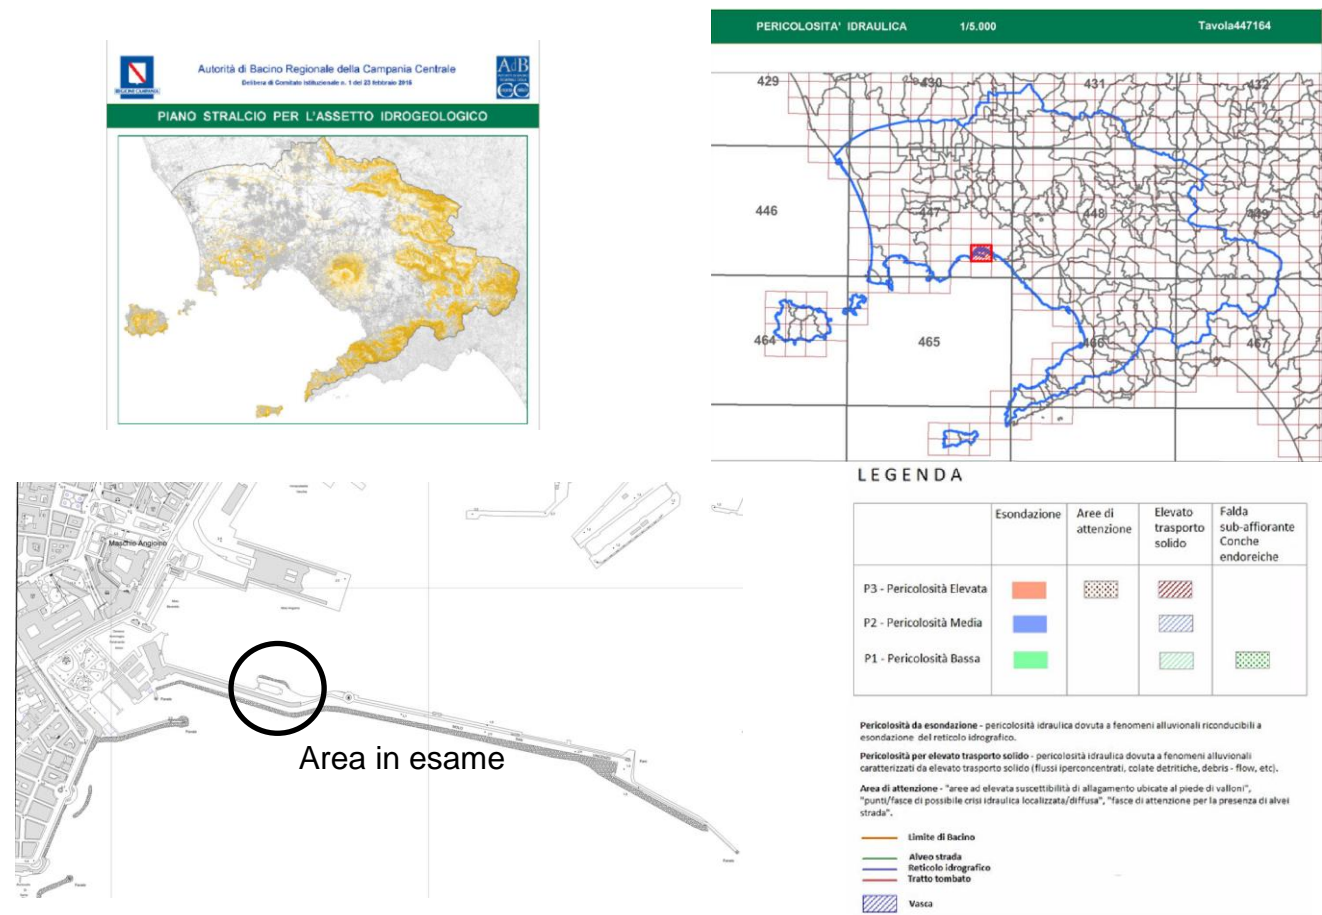 REGIONE CAMPANIA
Autorità di Bacino Regionale della Campania Centrale
Delibera di Comitato Istituzionale n. 1 del 23 febbraio 2015
AdB
PIANO STRALCIO PER L'ASSETTO IDROGEOLOGICO
PERICOLOSITA' IDRAULICA 1/5.000 Tavola447164
429 430 431 432
446 447 448 449
464 465 466 467
Maschio Angioino
Area in esame
LEGENDA
Esondazione
Aree di
attenzione
Elevato
trasporto
solido
Falda
sub-affiorante
Conche
endoreiche
P3 - Pericolosità Elevata
P2 - Pericolosità Media
P1 - Pericolosità Bassa
Pericolosità da esondazione - pericolosità idraulica dovuta a fenomeni alluvionali riconducibili a
esondazione del reticolo idrografico.
Pericolosità per elevato trasporto solido - pericolosità idraulica dovuta a fenomeni alluvionali
caratterizzati da elevato trasporto solido (flussi iperconcentrati, colate detritiche, debris - flow, etc).
Area di attenzione - "aree ad elevata suscettibilità di allagamento ubicate al piede di valloni",
"punti/fasce di possibile crisi idraulica localizzata/diffusa", "fasce di attenzione per la presenza di alvei
strada".
Limite di Bacino
Alveo strada
Reticolo idrografico
Tratto tombato
Vasca